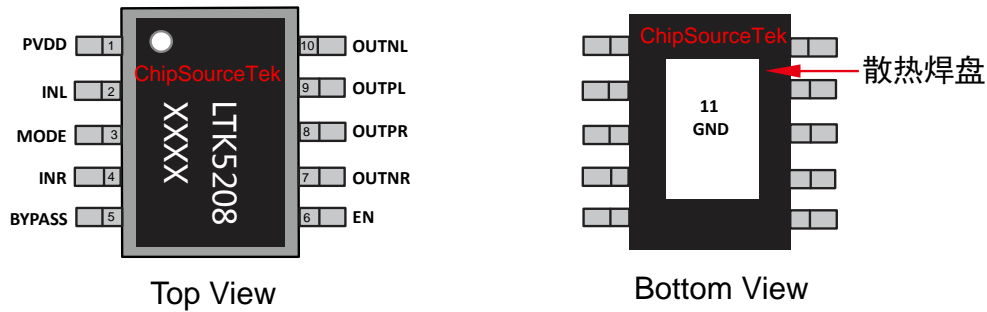 PVDD 1
INL 2
MODE 3
INR 4
BYPASS 5
10 OUTNL
9 OUTPL
8 OUTPR
7 OUTNR
6 EN
ChipSourceTek
LTK5208
XXXX
Top View
ChipSourceTek
11
GND
散热焊盘
Bottom View